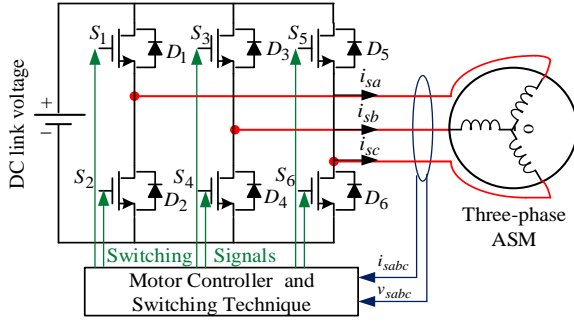 S1
S3
S5
D1
D3
D5
DC link voltage
+
−
isa
isb
isc
o
S2
S4
S6
D2
D4
D6
Three-phase
ASM
Switching Signals
isabc
vsabc
Motor Controller and
Switching Technique